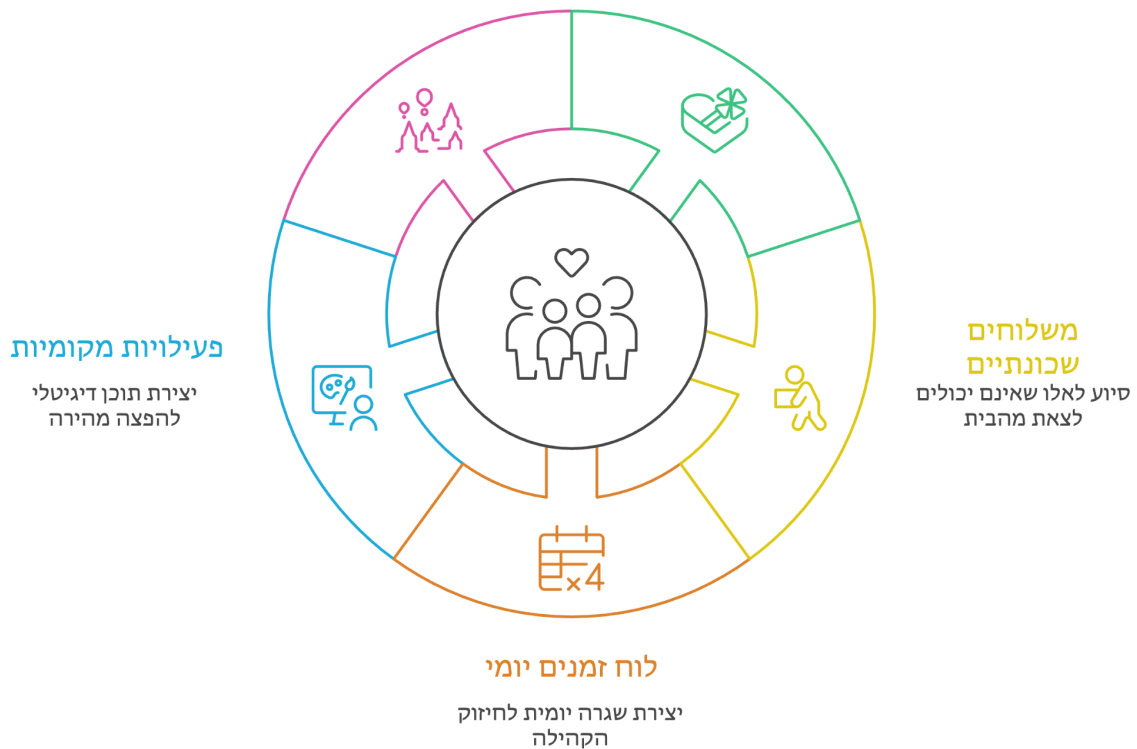 פעילויות מקומיות
יצירת תוכן דיגיטלי
להפצה מהירה
משלוחים
שכונתיים
סיוע לאלו שאינם יכולים
לצאת מהבית
x4
לוח זמנים יומי
יצירת שגרה יומית לחיזוק
הקהילה